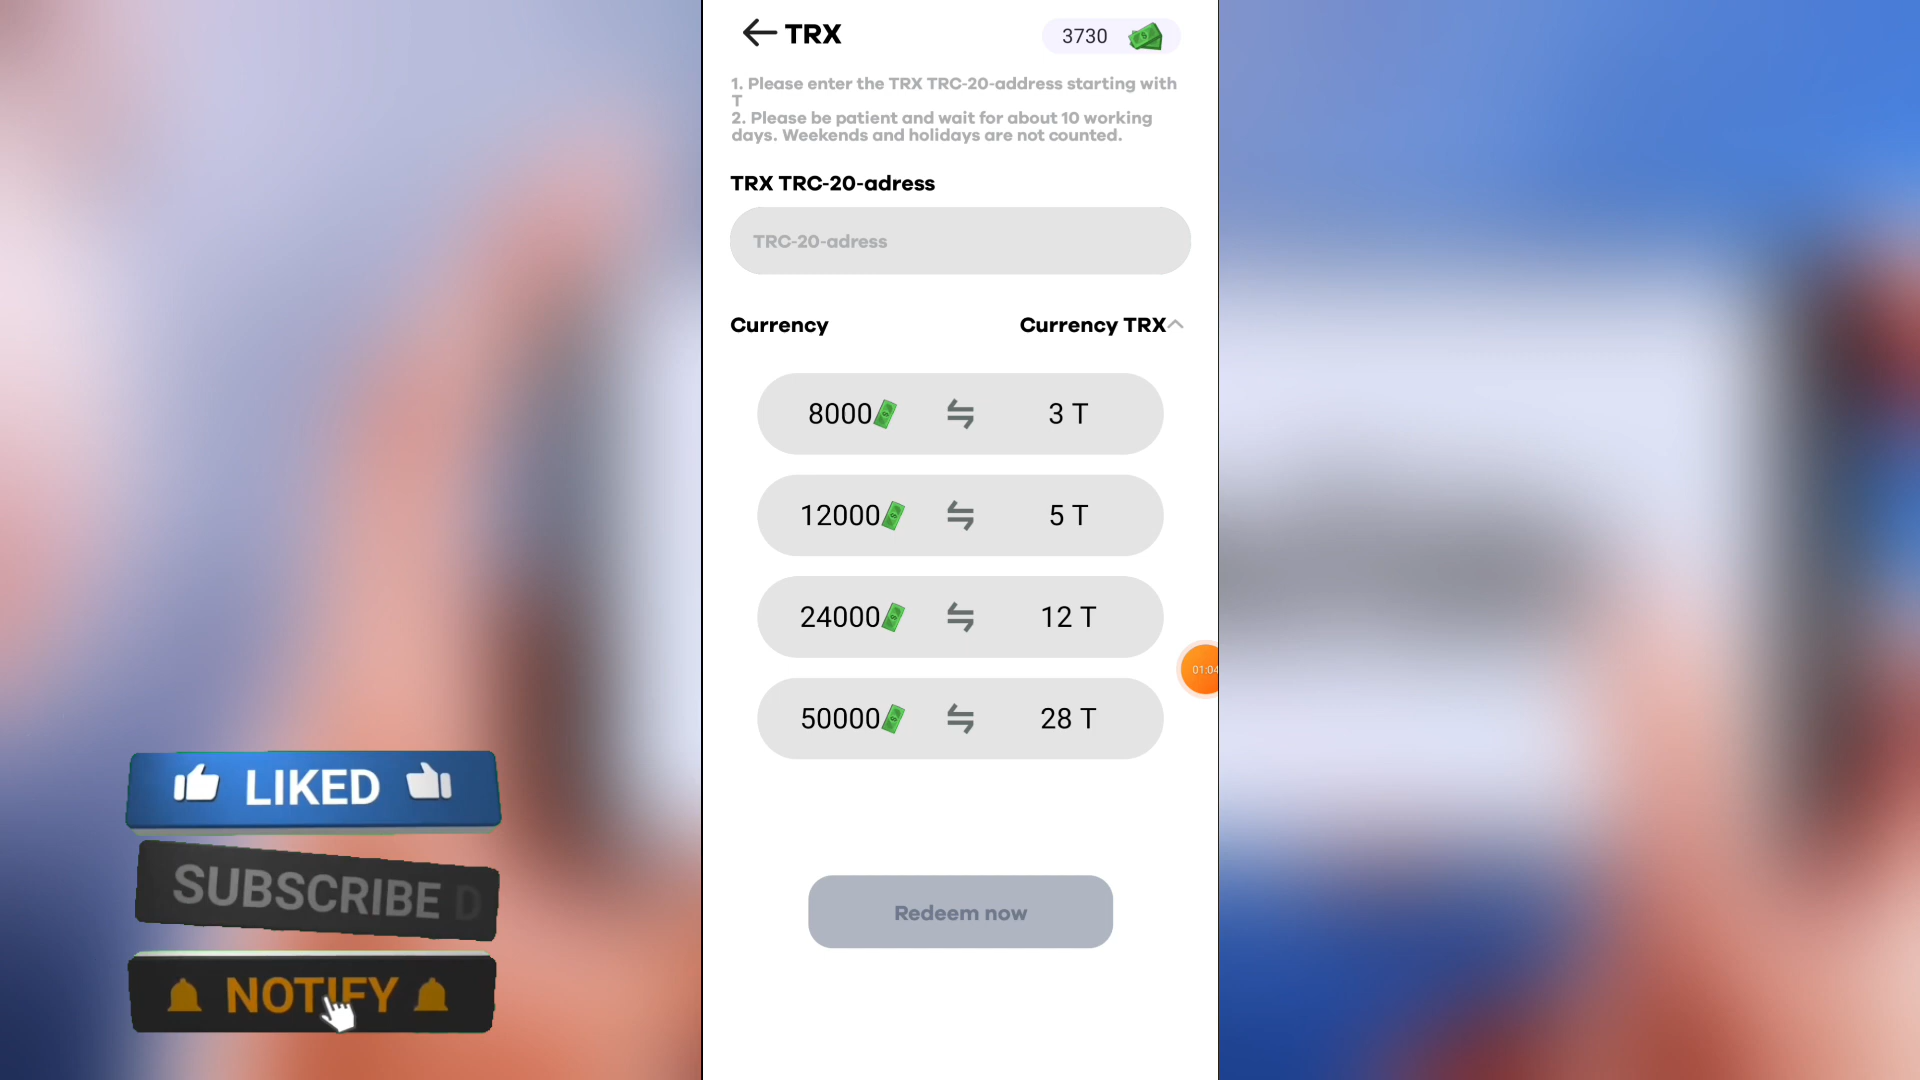 TRX
3730
1. Please enter the TRX TRC-20-address starting with
T
2. Please be patient and wait for about 10 working
days. Weekends and holidays are not counted.
TRX TRC-20-adress
TRC-20-adress
Currency
Currency TRX
8000
3 T
12000
5 T
24000
12 T
50000
28 T
01:04
Redeem now
LIKED
SUBSCRIBE D
NOTIFY